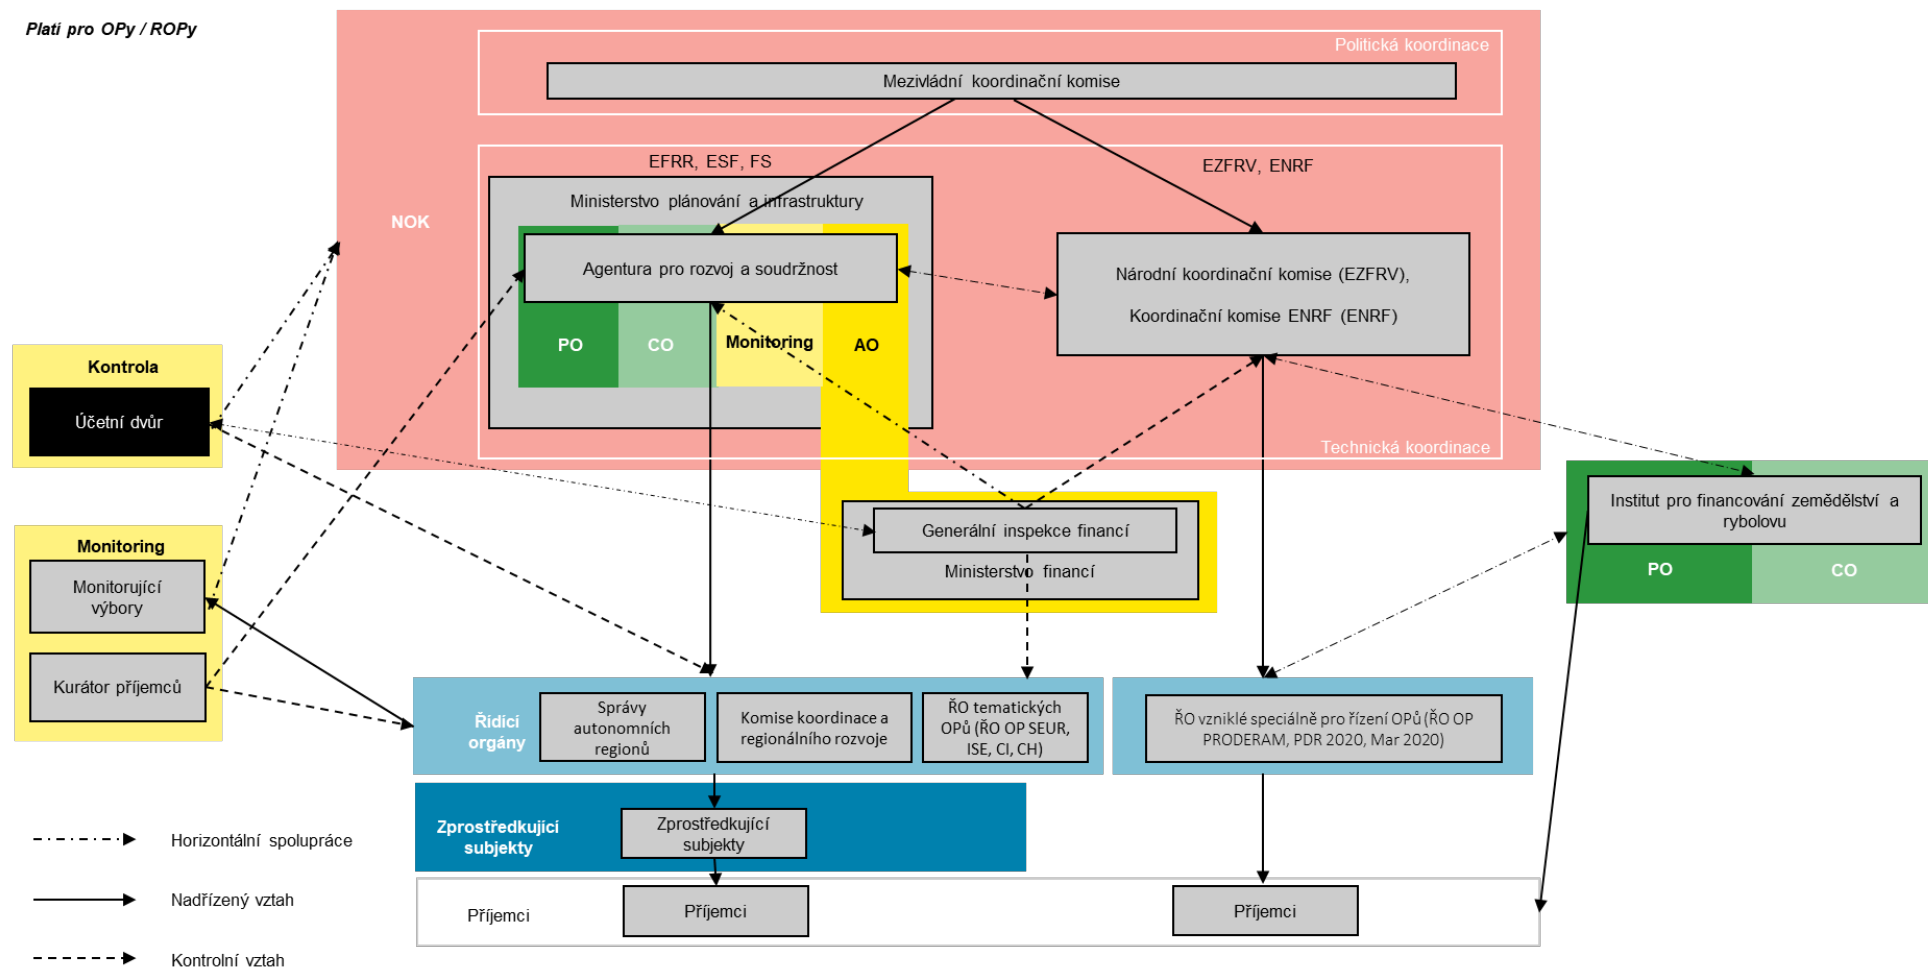 Platí pro OPy / ROPy
Politická koordinace
Mezivládní koordinační komise
EFRR, ESF, FS
EZFRV, ENRF
Ministerstvo plánování a infrastruktury
NOK
Agentura pro rozvoj a soudržnost
Národní koordinační komise (EZFRV),
Koordinační komise ENRF (ENRF)
PO
CO
Monitoring
AO
Technická koordinace
Kontrola
Účetní dvůr
Institut pro financování zemědělství a
rybolovu
PO
CO
Generální inspekce financí
Ministerstvo financí
Monitoring
Monitorující
výbory
Kurátor příjemců
Řídící
orgány
Správy
autonomních
regionů
Komise koordinace a
regionálního rozvoje
ŘO tematických
OPů (ŘO OP SEUR,
ISE, CI, CH)
ŘO vzniklé speciálně pro řízení OPů (ŘO OP
PRODERAM, PDR 2020, Mar 2020)
Zprostředkující
subjekty
Zprostředkující
subjekty
Příjemci
Příjemci
Příjemci
Horizontální spolupráce
Nadřízený vztah
Kontrolní vztah